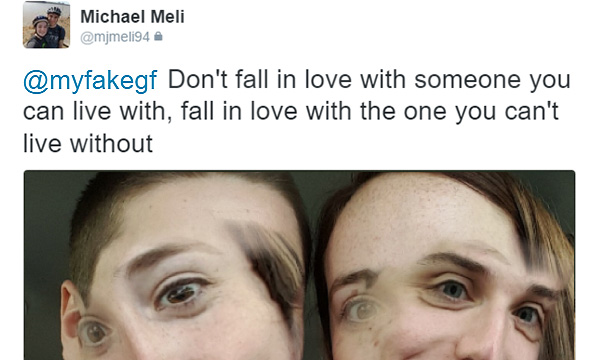 Michael Meli
@mjmeli94
@myfakegf Don't fall in love with someone you
can live with, fall in love with the one you can't
live without